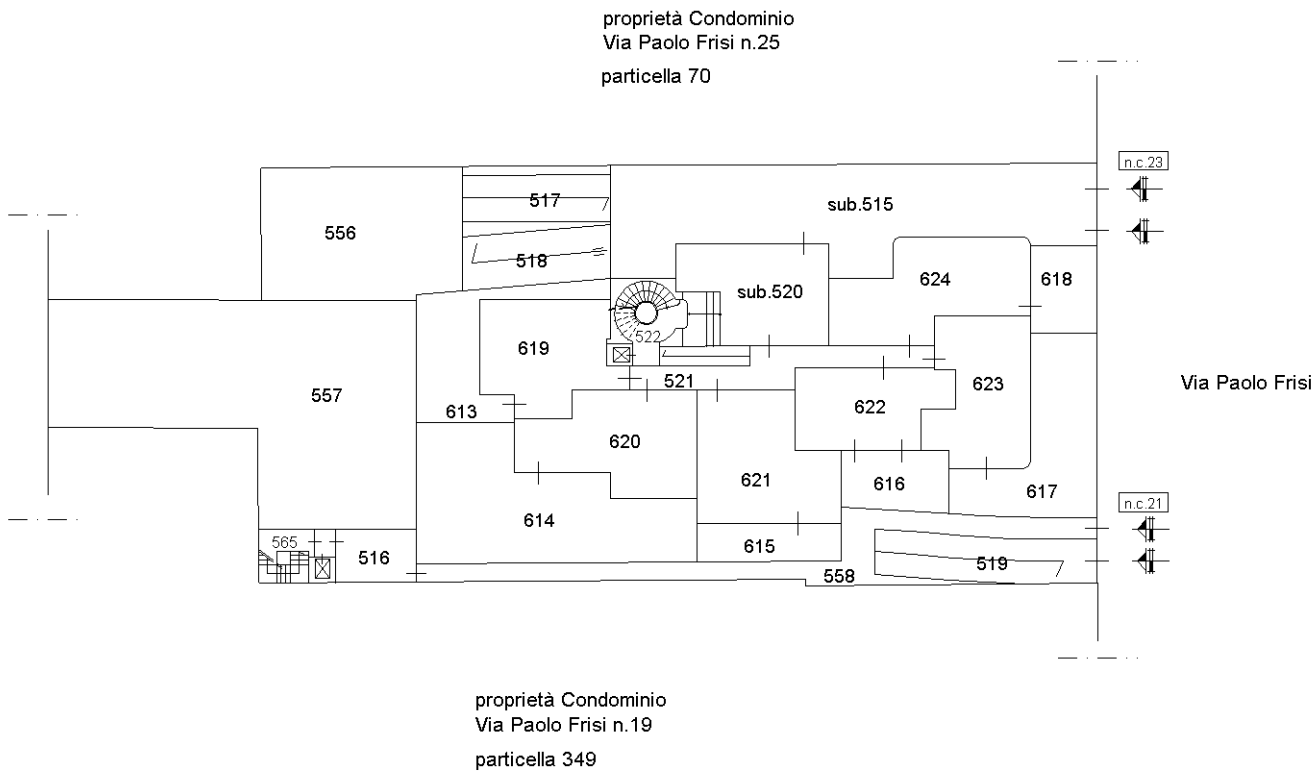 proprietà Condominio
Via Paolo Frisi n.25
particella 70
n.c.23
517
sub.515
556
518
624
618
sub.520
522
619
623
521
Via Paolo Frisi
557
613
622
620
621
616
617
614
n.c.21
565
615
516
519
558
proprietà Condominio
Via Paolo Frisi n.19
particella 349